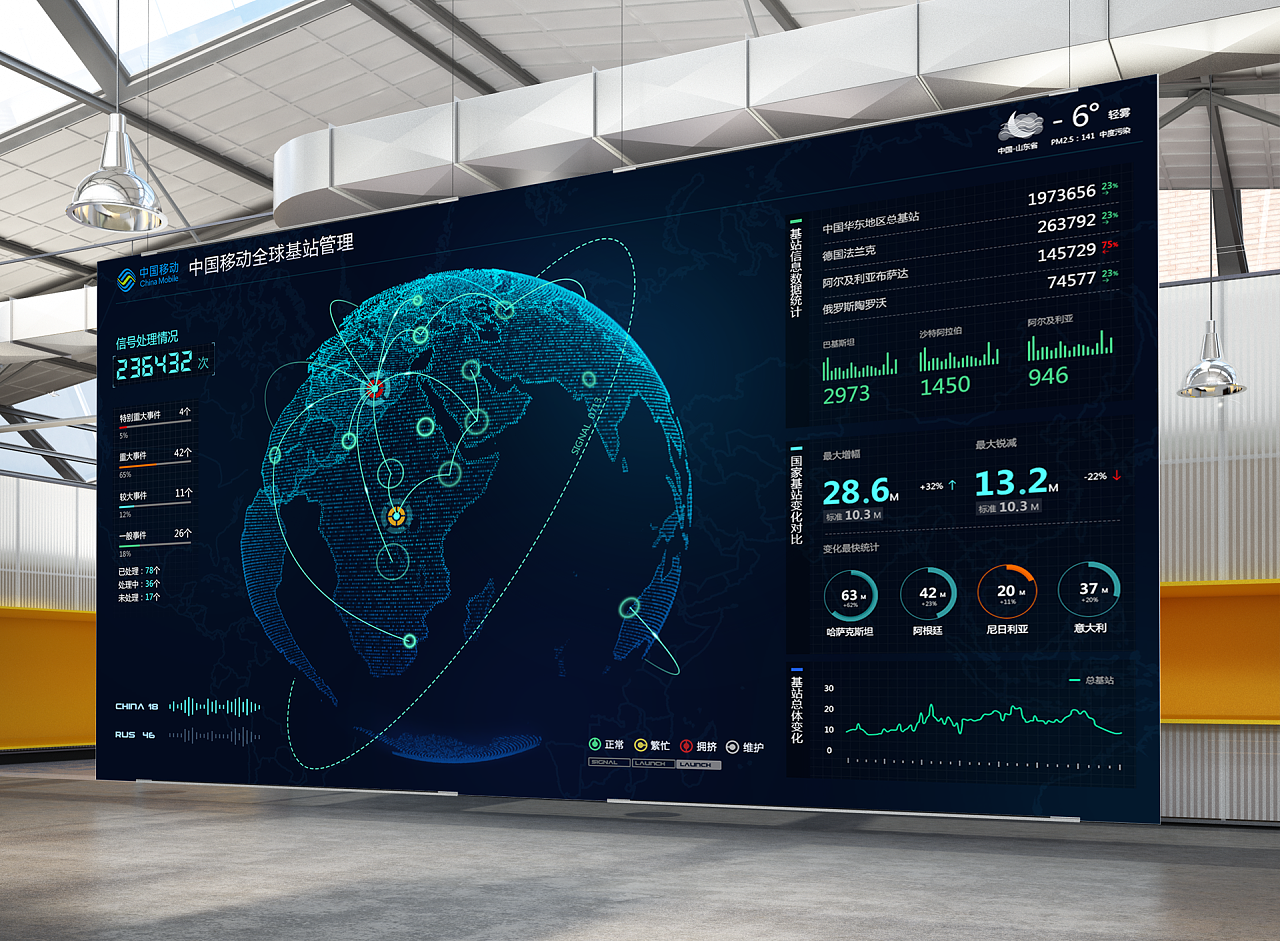 中国移动
China Mobile
中国移动全球基站管理
- 6° 轻雾
中国-山东省
PM2.5 : 141 中度污染
信号处理情况
236432 次
特别重大事件 4个
5%
重大事件 42个
65%
较大事件 11个
12%
一般事件 26个
18%
已处理 : 78个
处理中 : 36个
未处理 : 17个
CHINA 18
RUS 46
SIGNAL_0713
正常 繁忙 拥挤 维护
SIGNAL LAUNCH LAUNCH
基站信息数据统计
中国华东地区总基站 1973656 23%
德国法兰克 263792 23%
阿尔及利亚布萨达 145729 75%
俄罗斯陶罗沃 74577 23%
巴基斯坦 沙特阿拉伯 阿尔及利亚
2973 1450 946
国家基站变化对比
最大增幅 最大锐减
28.6M +32% ↑ 13.2M -22% ↓
标准 10.3 M 标准 10.3 M
变化最快统计
63 M 42 M 20 M 37 M
+62% +23% +11% +20%
哈萨克斯坦 阿根廷 尼日利亚 意大利
基站总体变化
总基站
30
20
10
0